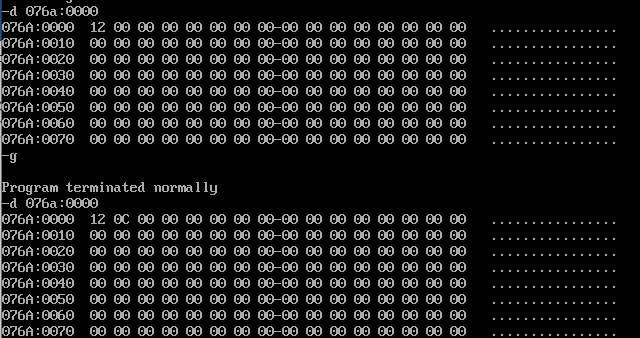 -d 076a:0000
076A:0000  12 00 00 00 00 00 00 00-00 00 00 00 00 00 00 00   ................
076A:0010  00 00 00 00 00 00 00 00-00 00 00 00 00 00 00 00   ................
076A:0020  00 00 00 00 00 00 00 00-00 00 00 00 00 00 00 00   ................
076A:0030  00 00 00 00 00 00 00 00-00 00 00 00 00 00 00 00   ................
076A:0040  00 00 00 00 00 00 00 00-00 00 00 00 00 00 00 00   ................
076A:0050  00 00 00 00 00 00 00 00-00 00 00 00 00 00 00 00   ................
076A:0060  00 00 00 00 00 00 00 00-00 00 00 00 00 00 00 00   ................
076A:0070  00 00 00 00 00 00 00 00-00 00 00 00 00 00 00 00   ................
-g
Program terminated normally
-d 076a:0000
076A:0000  12 0C 00 00 00 00 00 00-00 00 00 00 00 00 00 00   ................
076A:0010  00 00 00 00 00 00 00 00-00 00 00 00 00 00 00 00   ................
076A:0020  00 00 00 00 00 00 00 00-00 00 00 00 00 00 00 00   ................
076A:0030  00 00 00 00 00 00 00 00-00 00 00 00 00 00 00 00   ................
076A:0040  00 00 00 00 00 00 00 00-00 00 00 00 00 00 00 00   ................
076A:0050  00 00 00 00 00 00 00 00-00 00 00 00 00 00 00 00   ................
076A:0060  00 00 00 00 00 00 00 00-00 00 00 00 00 00 00 00   ................
076A:0070  00 00 00 00 00 00 00 00-00 00 00 00 00 00 00 00   ................